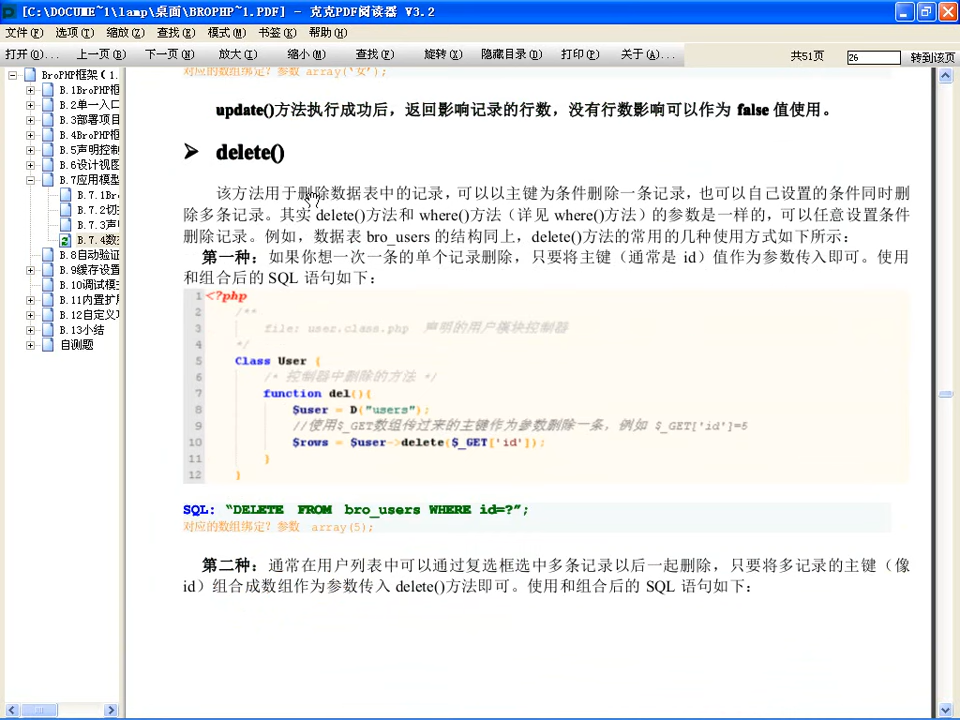 [C:\DOCUME~1\lamp\桌面\BROPHP~1.PDF] - 克克PDF阅读器 V3.2
文件(F) 选项(T) 缩放(Z) 查找(E) 模式(M) 书签(K) 帮助(H)
打开(O)... 上一页(B) 下一页(N) 放大(I) 缩小(M) 查找(F) 旋转(Z) 隐藏目录(D) 打印(P) 关于(A)... 共51页 26 转到该页
BroPHP框架( 1.
B.1BroPHP框
B.2单一入口
B.3部署项目
B.4BroPHP框
B.5声明控制
B.6设计视图
B.7应用模型
B.7.1Br
B.7.2切
B.7.3声
B.7.4数
B.8自动验证
B.9缓存设置
B.10调试模
B.11内置扩
B.12自定义
B.13小结
自测题
对应的数组绑定? 参数 array('女');
update()方法执行成功后，返回影响记录的行数，没有行数影响可以作为 false 值使用。
➢ delete()
该方法用于删除数据表中的记录，可以以主键为条件删除一条记录，也可以自己设置的条件同时删
除多条记录。其实 delete()方法和 where()方法（详见 where()方法）的参数是一样的，可以任意设置条件
删除记录。例如，数据表 bro_users 的结构同上，delete()方法的常用的几种使用方式如下所示：
第一种：如果你想一次一条的单个记录删除，只要将主键（通常是 id）值作为参数传入即可。使用
和组合后的 SQL 语句如下：
1 <?php
2 /**
3 file: user.class.php 声明的用户模块控制器
4 */
5 Class User {
6 /* 控制器中删除的方法 */
7 function del(){
8 $user = D("users");
9 //使用$_GET数组传过来的主键作为参数删除一条，例如 $_GET['id']=5
10 $rows = $user->delete($_GET['id']);
11 }
12 }
SQL: “DELETE FROM bro_users WHERE id=?”;
对应的数组绑定? 参数 array(5);
第二种：通常在用户列表中可以通过复选框选中多条记录以后一起删除，只要将多记录的主键（像
id）组合成数组作为参数传入 delete()方法即可。使用和组合后的 SQL 语句如下：